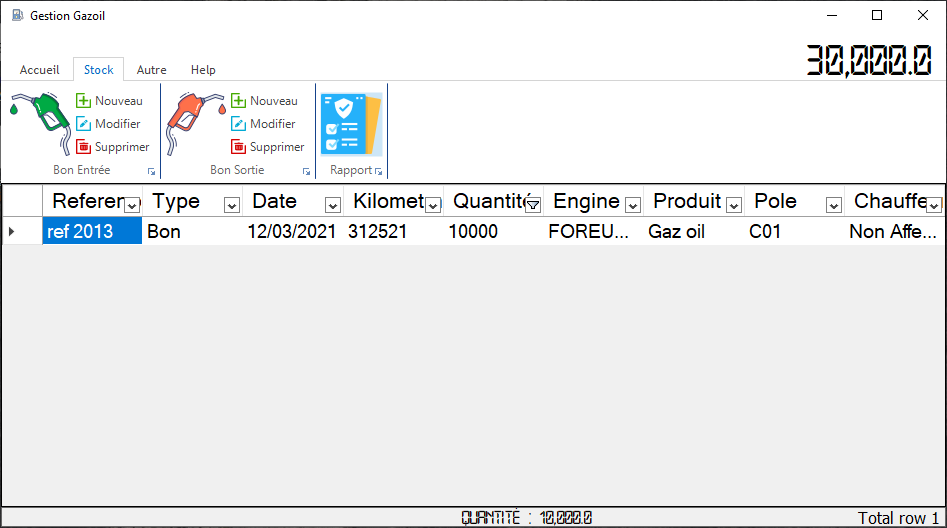 Gestion Gazoil
30,000.0
Accueil Stock Autre Help
Nouveau Nouveau
Modifier Modifier
Supprimer Supprimer
Bon Entrée Bon Sortie Rapport
Type Date Kilomet Quantité Engine Produit Pole Chauffe
ref 2013 Bon 12/03/2021 312521 10000 FOREU... Gaz oil C01 Non Affe...
QUANTITÉ : 10,000.0 Total row 1